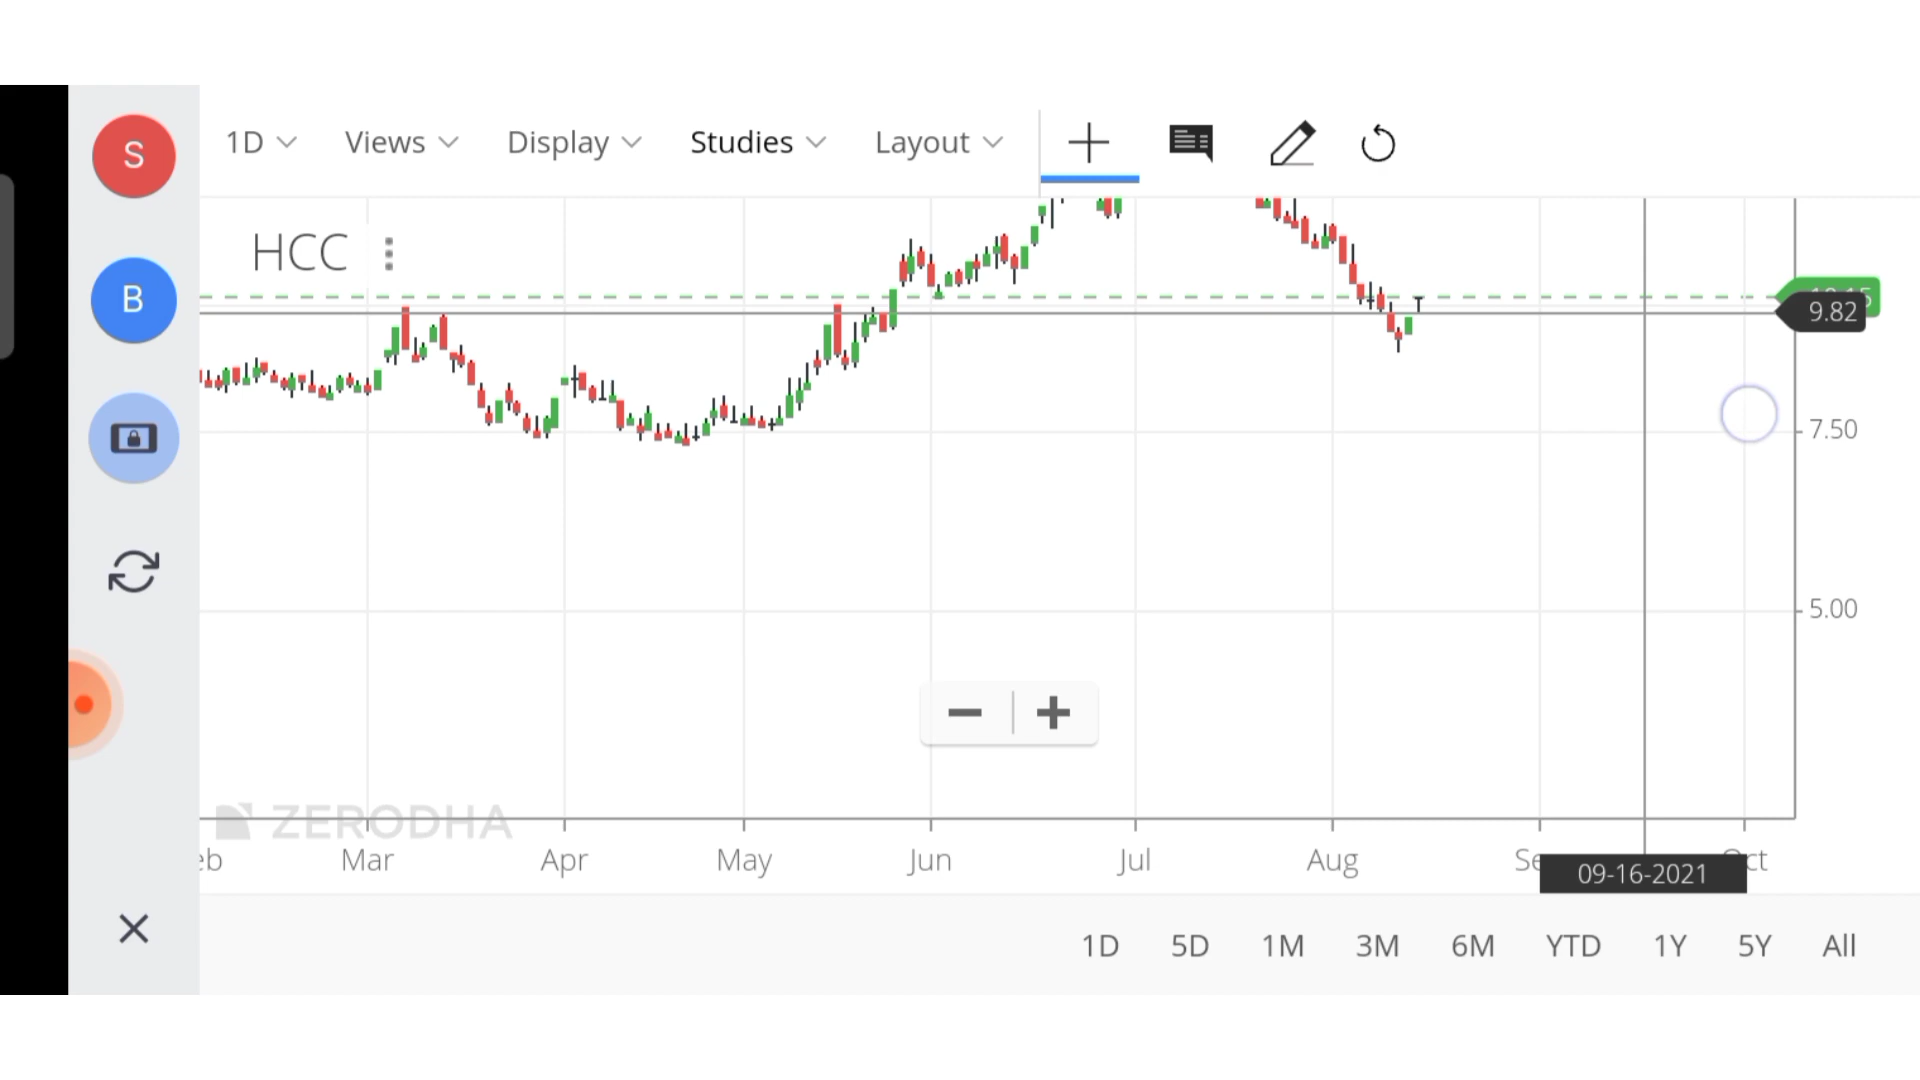 S
1D Views Display Studies Layout
B
HCC
9.82
7.50
5.00
ZERODHA
Mar Apr May Jun Jul Aug
09-16-2021
1D 5D 1M 3M 6M YTD 1Y 5Y All